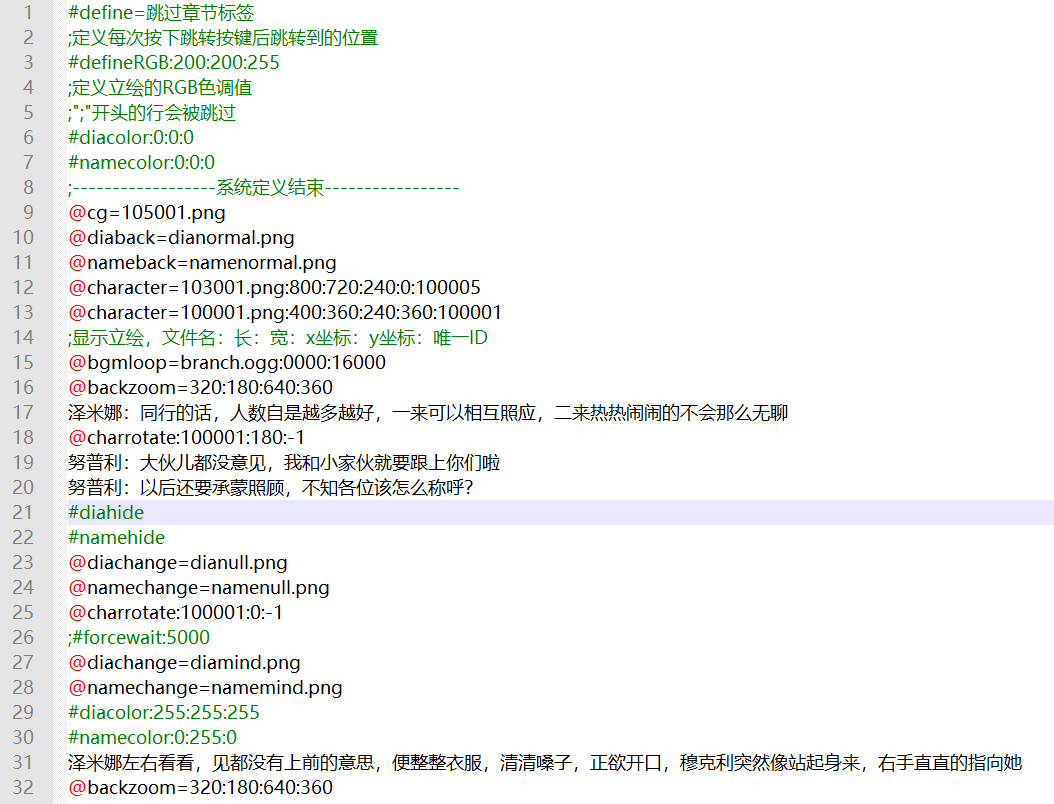 1 #define=跳过章节标签
2 ;定义每次按下跳转按键后跳转到的位置
3 #defineRGB:200:200:255
4 ;定义立绘的RGB色调值
5 ;";"开头的行会被跳过
6 #diacolor:0:0:0
7 #namecolor:0:0:0
8 ;------------------系统定义结束-----------------
9 @cg=105001.png
10 @diaback=dianormal.png
11 @nameback=namenormal.png
12 @character=103001.png:800:720:240:0:100005
13 @character=100001.png:400:360:240:360:100001
14 ;显示立绘，文件名：长：宽：x坐标：y坐标：唯一ID
15 @bgmloop=branch.ogg:0000:16000
16 @backzoom=320:180:640:360
17 泽米娜：同行的话，人数自是越多越好，一来可以相互照应，二来热热闹闹的不会那么无聊
18 @charrotate:100001:180:-1
19 努普利：大伙儿都没意见，我和小家伙就要跟上你们啦
20 努普利：以后还要承蒙照顾，不知各位该怎么称呼？
21 #diahide
22 #namehide
23 @diachange=dianull.png
24 @namechange=namenull.png
25 @charrotate:100001:0:-1
26 ;#forcewait:5000
27 @diachange=diamind.png
28 @namechange=namemind.png
29 #diacolor:255:255:255
30 #namecolor:0:255:0
31 泽米娜左右看看，见都没有上前的意思，便整整衣服，清清嗓子，正欲开口，穆克利突然像站起身来，右手直直的指向她
32 @backzoom=320:180:640:360